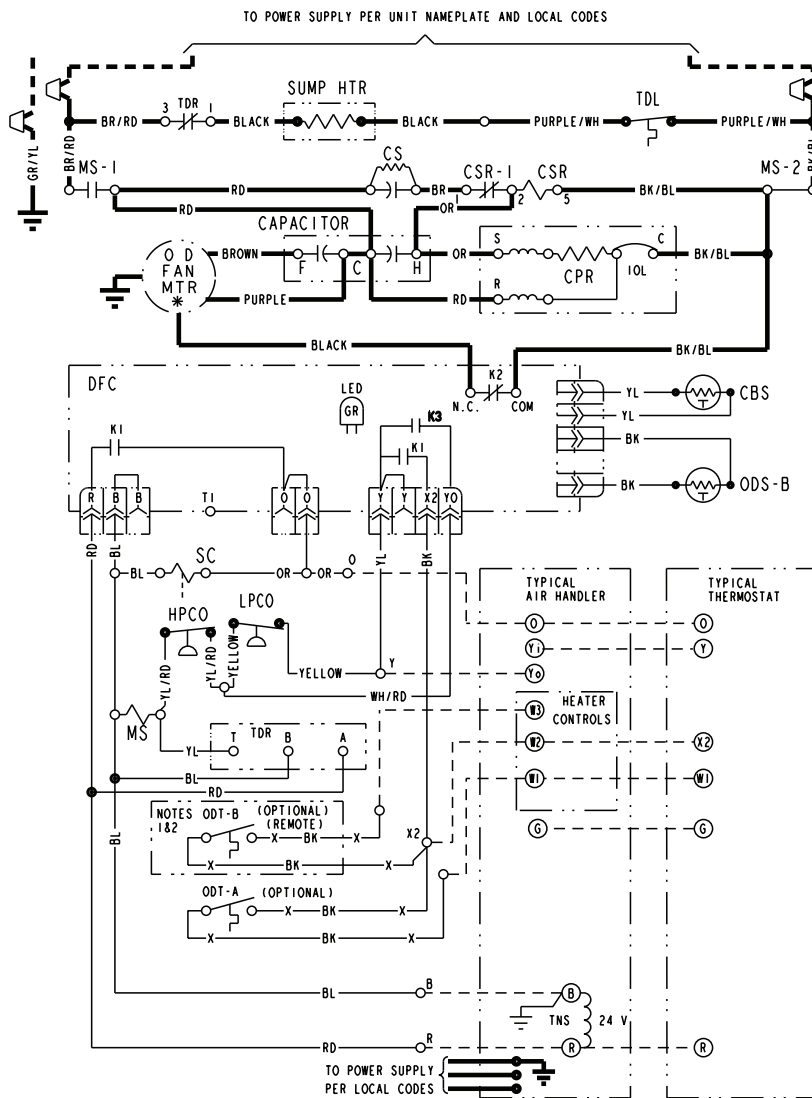 TO POWER SUPPLY PER UNIT NAMEPLATE AND LOCAL CODES
SUMP HTR
TDL
3 TDR 1
BR/RD BLACK BLACK PURPLE/WH PURPLE/WH
GR/YL
BR/RD
BK/BL
MS-1 CS CSR-1 CSR MS-2
RD BR 1 2 5 BK/BL
RD OR
CAPACITOR
O D
FAN
MTR
*
BROWN F C H OR S C BK/BL
CPR IOL
PURPLE RD R
BLACK BK/BL
DFC
LED
GR
K2
N.C. COM
YL CBS
YL
BK
BK ODS-B
K1 K3
K1
R B B T1 O O Y Y X2 YO
RD BL YL BK
SC
BL OR OR O
TYPICAL
AIR HANDLER
TYPICAL
THERMOSTAT
HPCO LPCO
O O
Yi Y
YL/RD YL/RD YELLOW
YELLOW Y Yo
WH/RD
W3 HEATER
CONTROLS
MS
TDR
T B A
YL
W2 X2
BL
W1 W1
RD
NOTES
1&2
ODT-B (OPTIONAL)
(REMOTE)
X BK X
X BK X
X2
G G
BL
ODT-A (OPTIONAL)
X BK X
X BK X
BL B B
TNS 24 V
RD R R R
TO POWER SUPPLY
PER LOCAL CODES